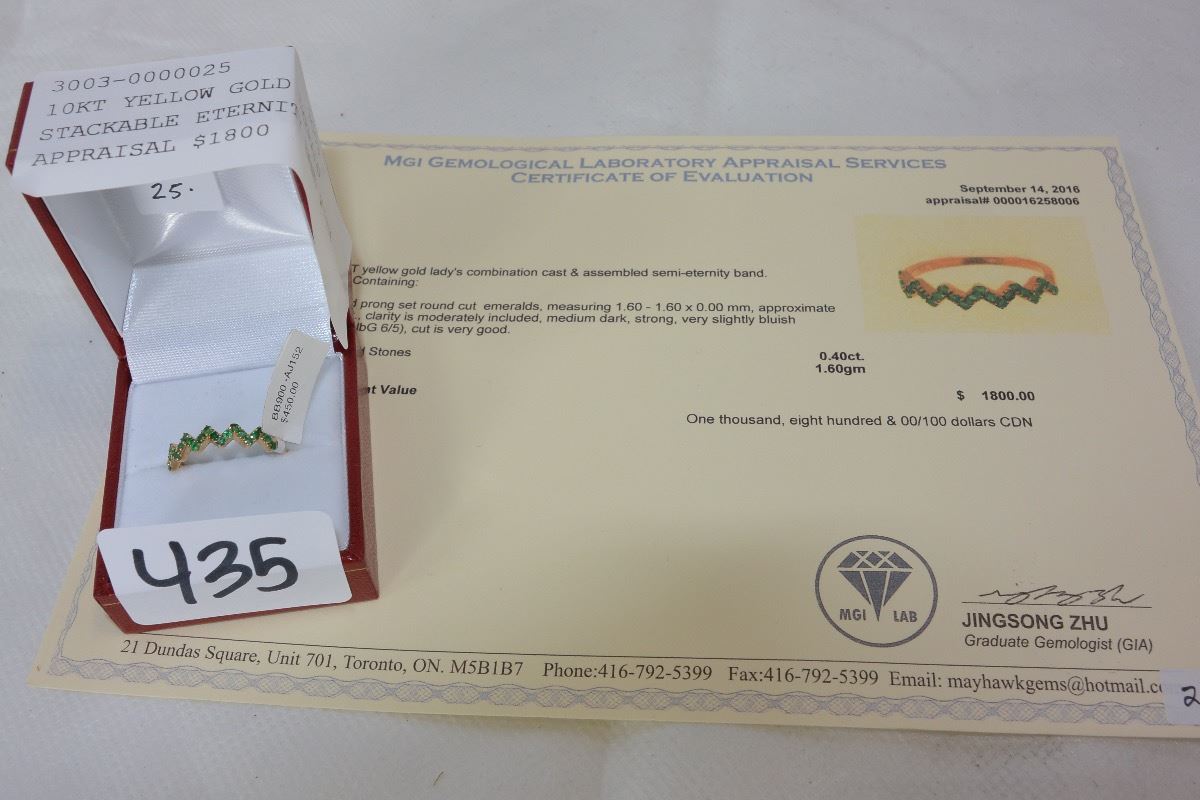 3003-0000025
10KT YELLOW GOLD
STACKABLE ETERNIT
APPRAISAL $1800
25.
BB900-AJ152
$450.00
435
MGI GEMOLOGICAL LABORATORY APPRAISAL SERVICES
CERTIFICATE OF EVALUATION
September 14, 2016
appraisal# 000016258006
T yellow gold lady's combination cast & assembled semi-eternity band.
Containing:
prong set round cut emeralds, measuring 1.60 - 1.60 x 0.00 mm, approximate
., clarity is moderately included, medium dark, strong, very slightly bluish
bG 6/5), cut is very good.
Stones 0.40ct.
1.60gm
Value $ 1800.00
One thousand, eight hundred & 00/100 dollars CDN
MGI LAB
JINGSONG ZHU
Graduate Gemologist (GIA)
21 Dundas Square, Unit 701, Toronto, ON. M5B1B7 Phone:416-792-5399 Fax:416-792-5399 Email: mayhawkgems@hotmail.c
2